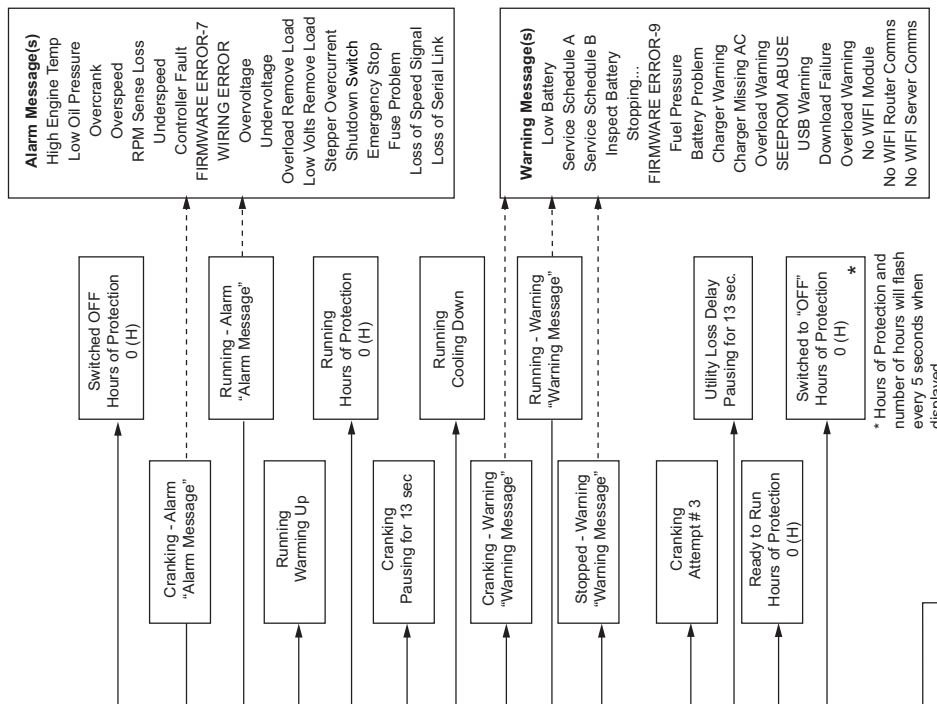 Alarm Message(s)
High Engine Temp
Low Oil Pressure
Overcrank
Overspeed
RPM Sense Loss
Underspeed
Controller Fault
FIRMWARE ERROR-7
WIRING ERROR
Overvoltage
Undervoltage
Overload Remove Load
Low Volts Remove Load
Stepper Overcurrent
Shutdown Switch
Emergency Stop
Fuse Problem
Loss of Speed Signal
Loss of Serial Link
Warning Message(s)
Low Battery
Service Schedule A
Service Schedule B
Inspect Battery
Stopping...
FIRMWARE ERROR-9
Fuel Pressure
Battery Problem
Charger Warning
Charger Missing AC
Overload Warning
SEEPROM ABUSE
USB Warning
Download Failure
Overload Warning
No WIFI Module
No WIFI Router Comms
No WIFI Server Comms
Switched OFF
Hours of Protection
0 (H)
Cranking - Alarm
“Alarm Message”
Running - Alarm
“Alarm Message”
Running
Warming Up
Running
Hours of Protection
0 (H)
Cranking
Pausing for 13 sec
Running
Cooling Down
Cranking - Warning
“Warning Message”
Running - Warning
“Warning Message”
Stopped - Warning
“Warning Message”
Cranking
Attempt # 3
Utility Loss Delay
Pausing for 13 sec.
Ready to Run
Hours of Protection
0 (H)
Switched to “OFF”
Hours of Protection
0 (H)
*
* Hours of Protection and
number of hours will flash
every 5 seconds when
displayed